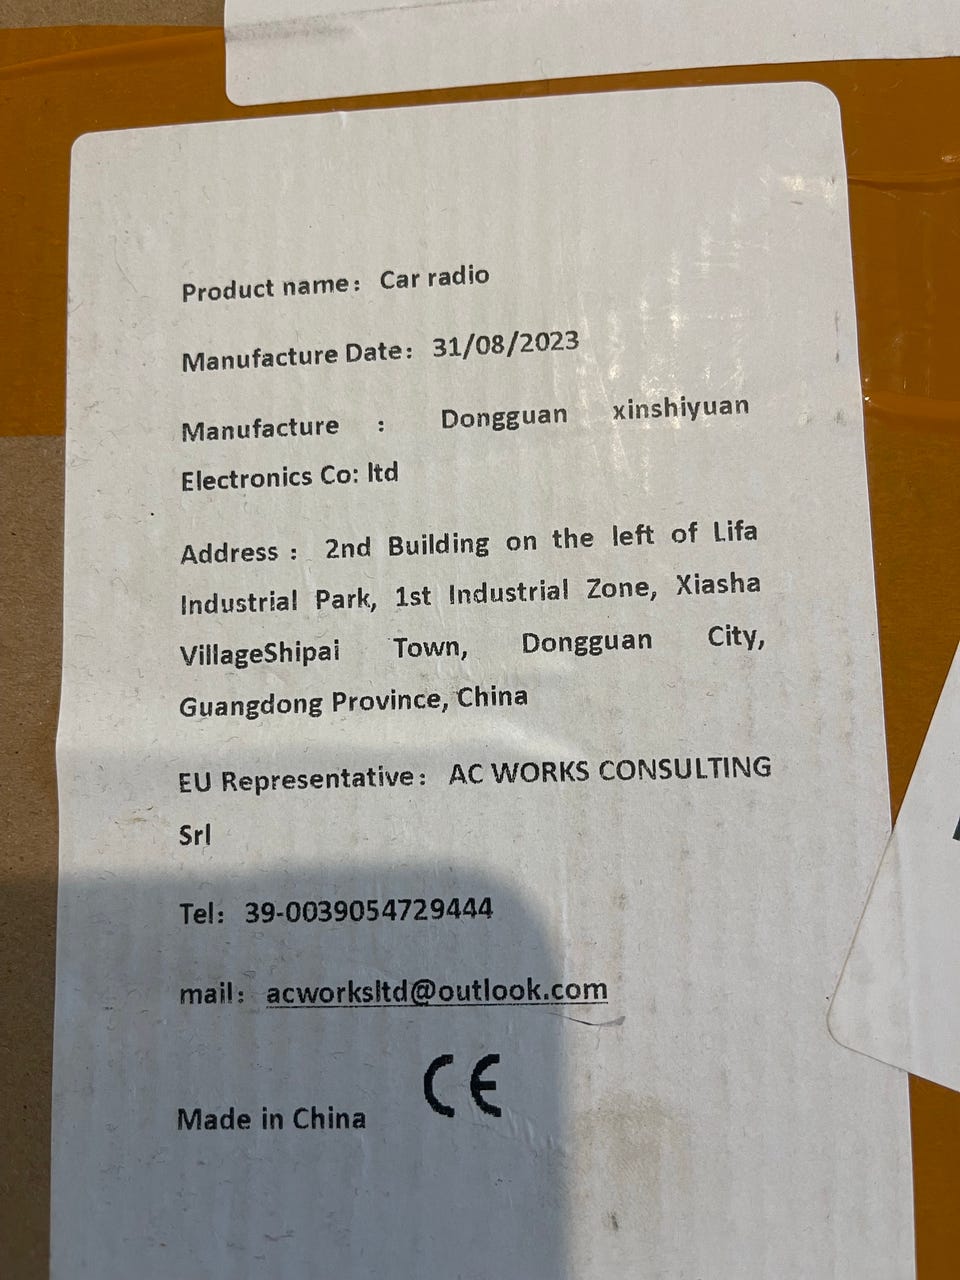 Product name： Car radio
Manufacture Date： 31/08/2023
Manufacture ： Dongguan xinshiyuan
Electronics Co: ltd
Address： 2nd Building on the left of Lifa
Industrial Park, 1st Industrial Zone, Xiasha
VillageShipai Town, Dongguan City,
Guangdong Province, China
EU Representative： AC WORKS CONSULTING
Srl
Tel： 39-0039054729444
mail： acworksltd@outlook.com
CE
Made in China